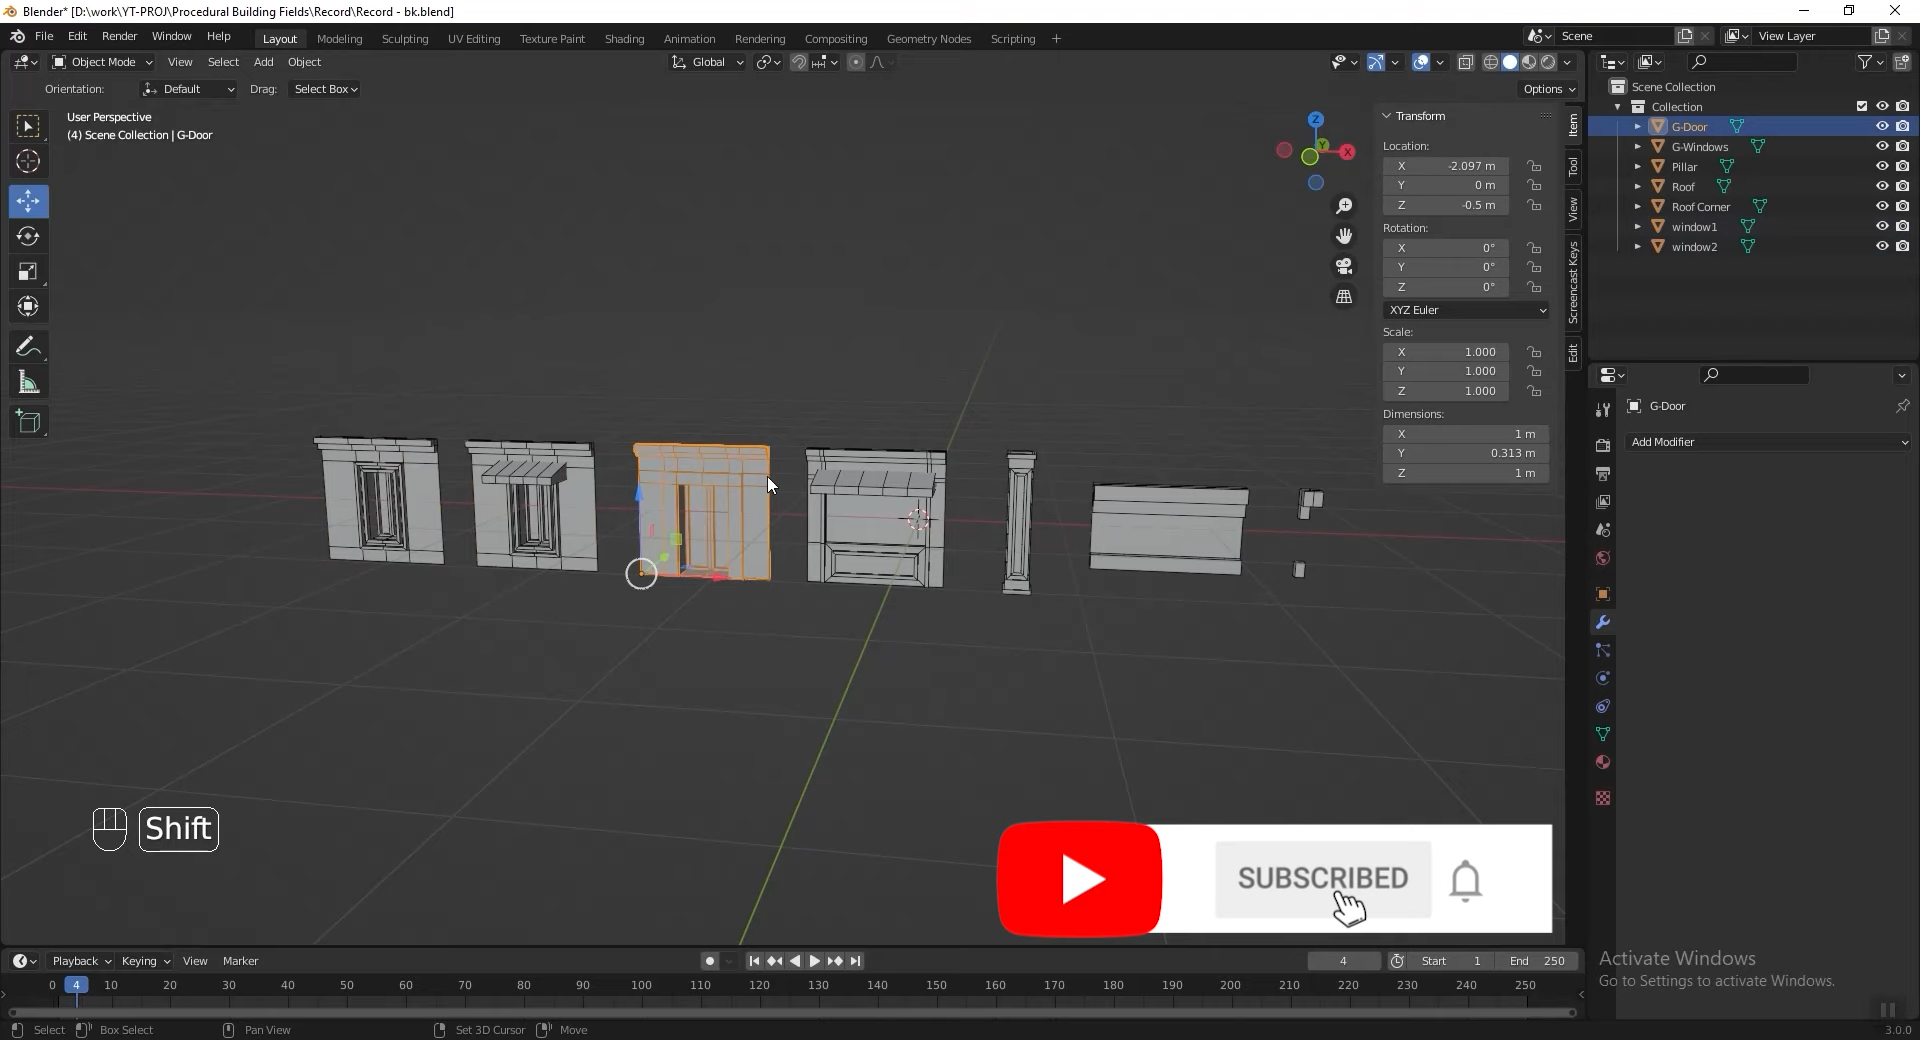 Blender* [D:\work\YT-PROJ\Procedural Building Fields\Record\Record - bk.blend]
File Edit Render Window Help Layout Modeling Sculpting UV Editing Texture Paint Shading Animation Rendering Compositing Geometry Nodes Scripting + Scene View Layer
Object Mode View Select Add Object Global
Orientation: Default Drag: Select Box Options
User Perspective
(4) Scene Collection | G-Door
Z
Y
X
Transform
Location:
X -2.097 m
Y 0 m
Z -0.5 m
Rotation:
X 0°
Y 0°
Z 0°
XYZ Euler
Scale:
X 1.000
Y 1.000
Z 1.000
Dimensions:
X 1 m
Y 0.313 m
Z 1 m
Item
Tool
View
Screencast Keys
Edit
Scene Collection
Collection
G-Door
G-Windows
Pillar
Roof
Roof Corner
window1
window2
G-Door
Add Modifier
Shift
SUBSCRIBED
Activate Windows
Go to Settings to activate Windows.
Playback Keying View Marker 4 Start 1 End 250
0 4 10 20 30 40 50 60 70 80 90 100 110 120 130 140 150 160 170 180 190 200 210 220 230 240 250
Select Box Select Pan View Set 3D Cursor Move 3.0.0